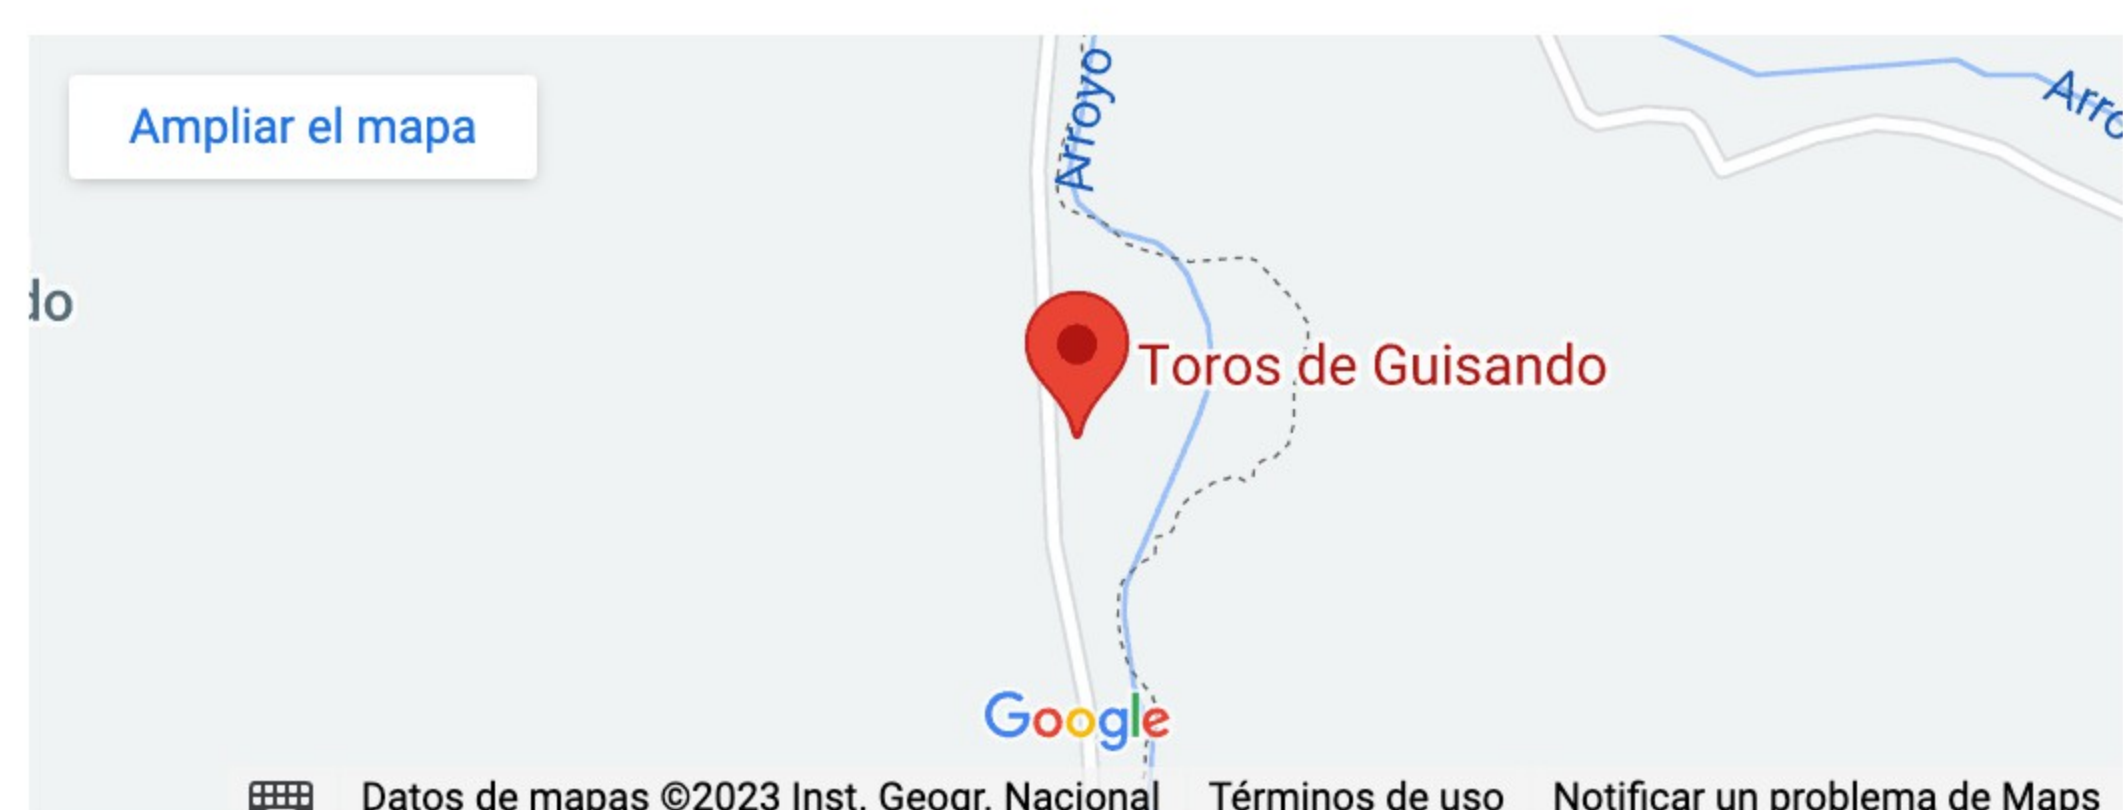 Ampliar el mapa
Arroyo
Arro
do
Toros de Guisando
Google
Datos de mapas ©2023 Inst. Geogr. Nacional
Términos de uso
Notificar un problema de Maps